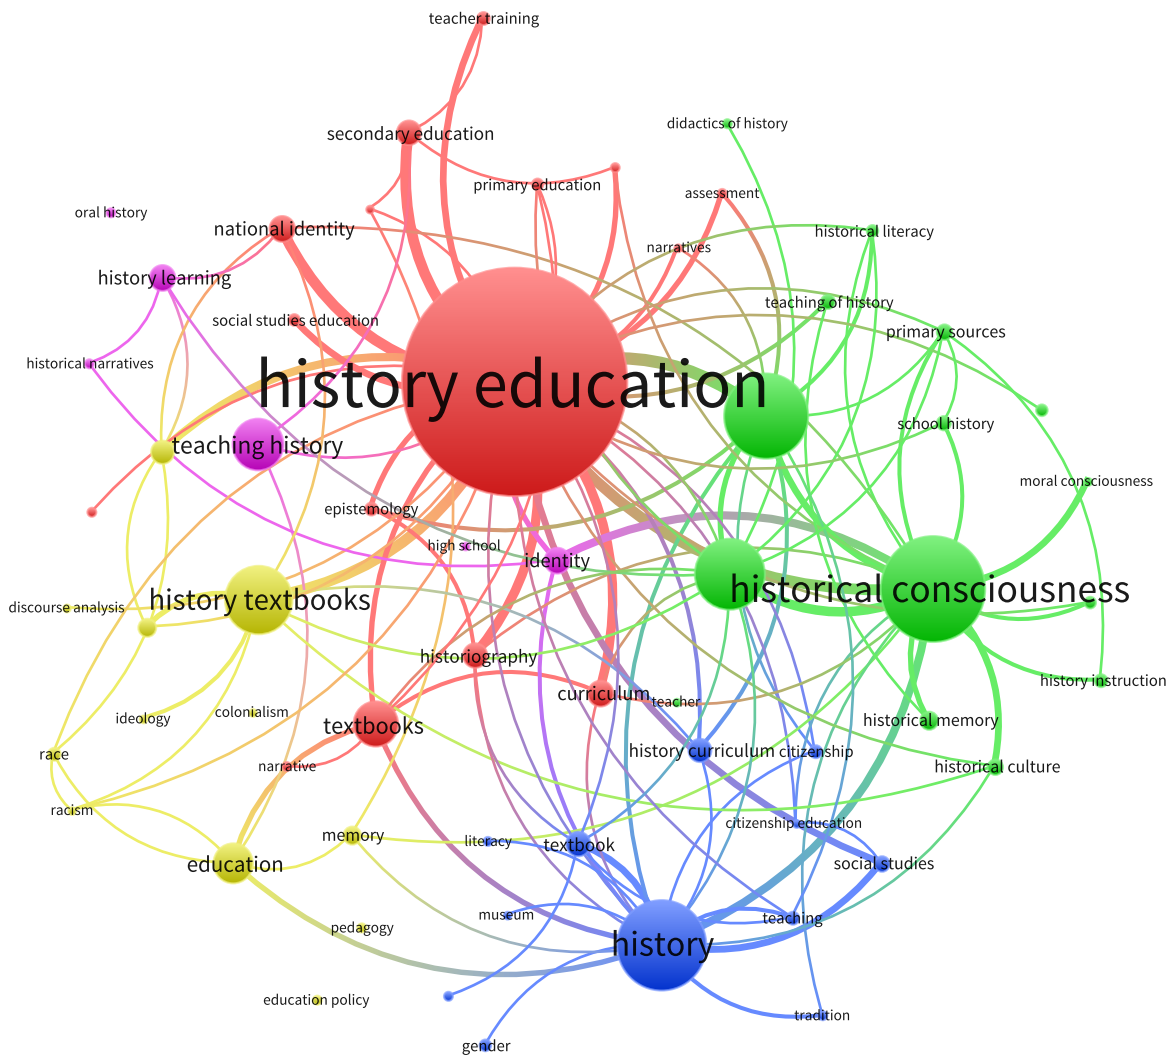 teacher training
didactics of history
secondary education
primary education
assessment
oral history
national identity
historical literacy
narratives
history learning
teaching of history
social studies education
primary sources
historical narratives
history education
school history
teaching history
moral consciousness
epistemology
high school
identity
historical consciousness
history textbooks
discourse analysis
historiography
history instruction
curriculum
teacher
ideology
colonialism
textbooks
historical memory
race
history curriculum
citizenship
narrative
historical culture
racism
citizenship education
memory
literacy
textbook
education
social studies
museum
teaching
pedagogy
history
education policy
tradition
gender